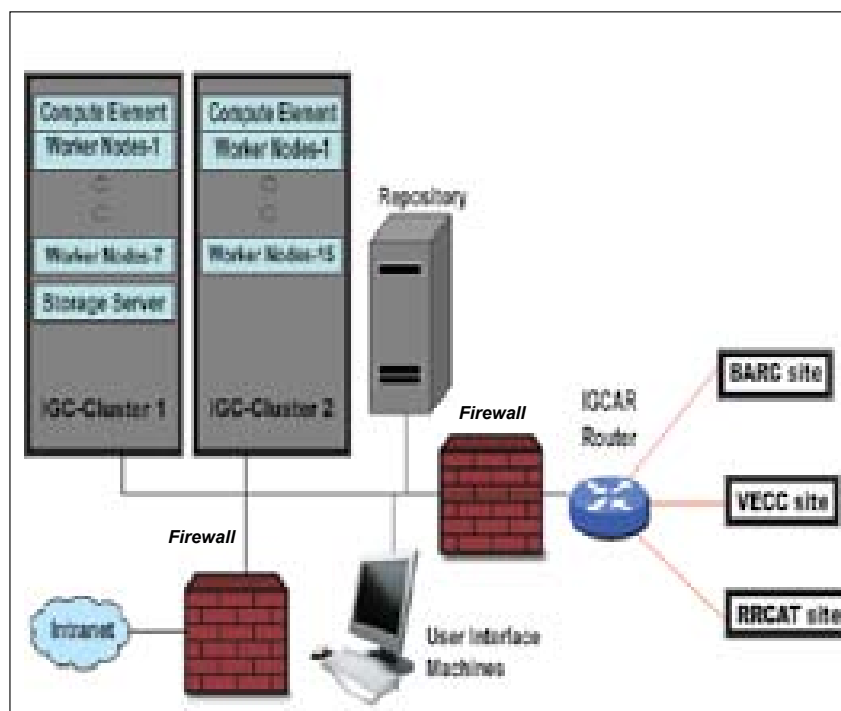 Compute Element
Worker Nodes-1
Worker Nodes-7
Storage Server
IGC-Cluster 1
Compute Element
Worker Nodes-1
Worker Nodes-15
IGC-Cluster 2
Repository
Firewall
IGCAR
Router
BARC site
VECC site
RRCAT site
Firewall
Intranet
User Interface
Machines